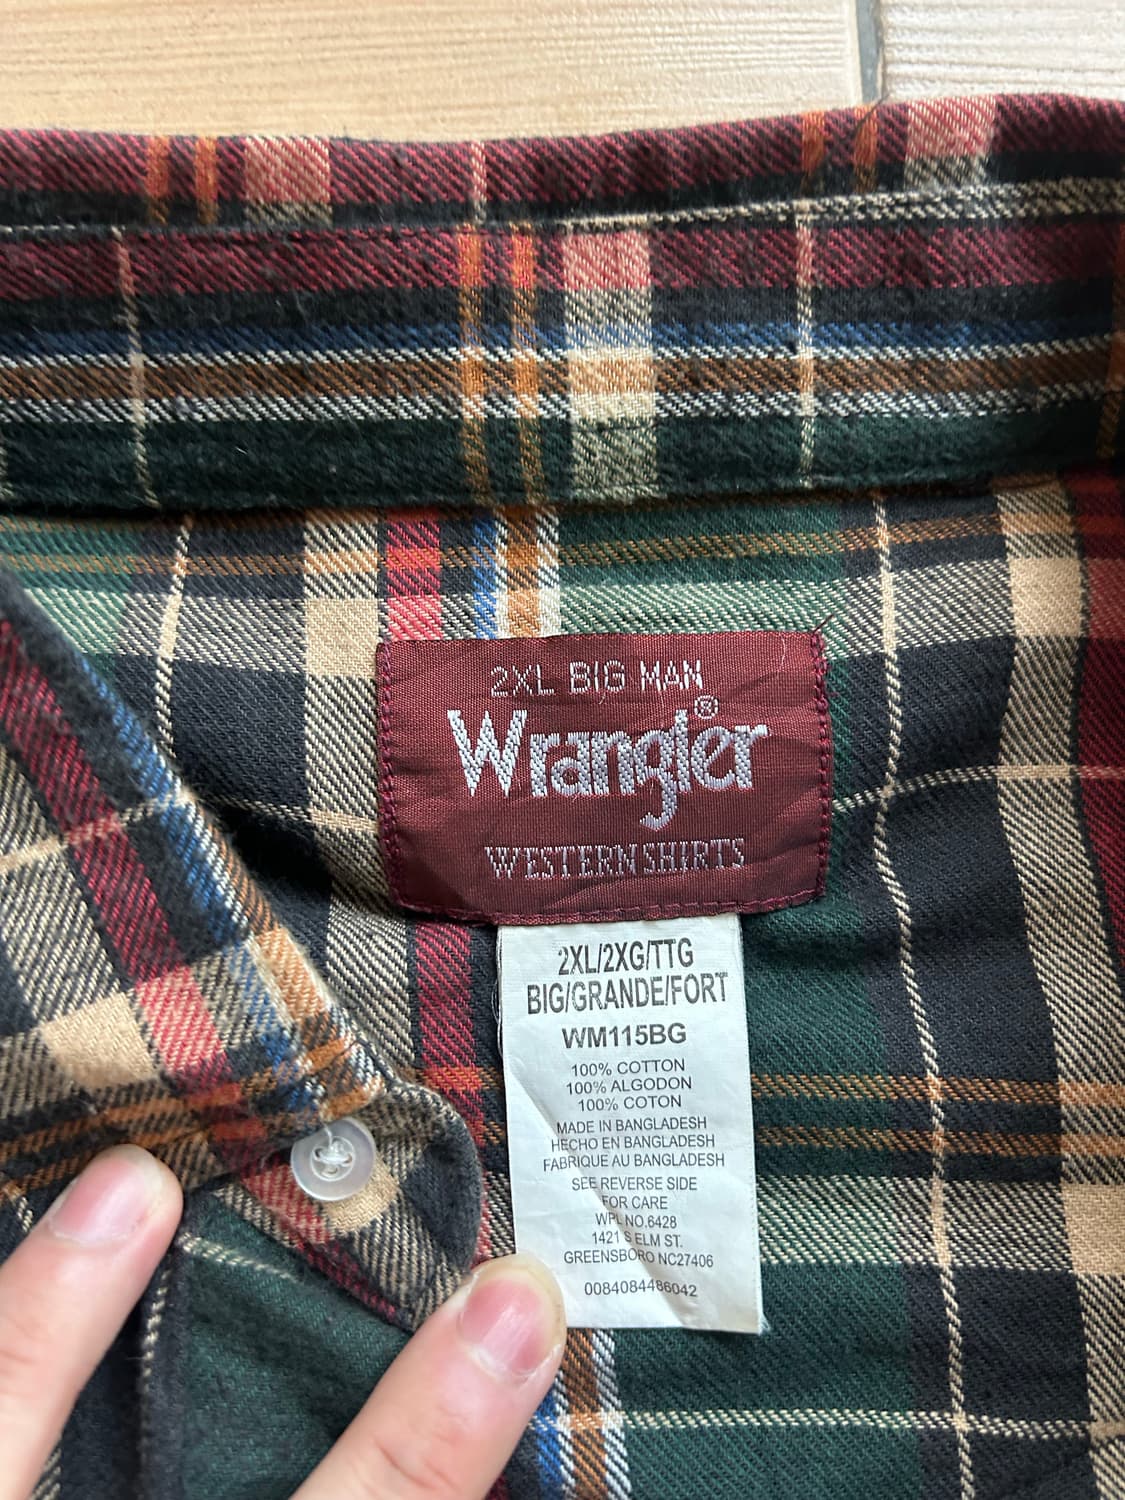 2XL BIG MAN
Wrangler®
WESTERN SHIRTS
2XL/2XG/TTG
BIG/GRANDE/FORT
WM115BG
100% COTTON
100% ALGODON
100% COTON
MADE IN BANGLADESH
HECHO EN BANGLADESH
FABRIQUE AU BANGLADESH
SEE REVERSE SIDE
FOR CARE
WPL NO.6428
1421 S ELM ST.
GREENSBORO NC27406
0084084486042